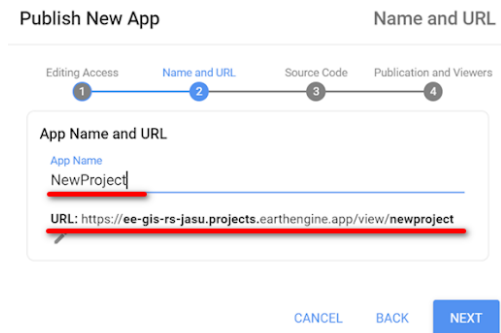 Publish New App
Name and URL
Editing Access
Name and URL
Source Code
Publication and Viewers
1
2
3
4
App Name and URL
App Name
NewProject
URL: https://ee-gis-rs-jasu.projects.earthengine.app/view/newproject
CANCEL
BACK
NEXT